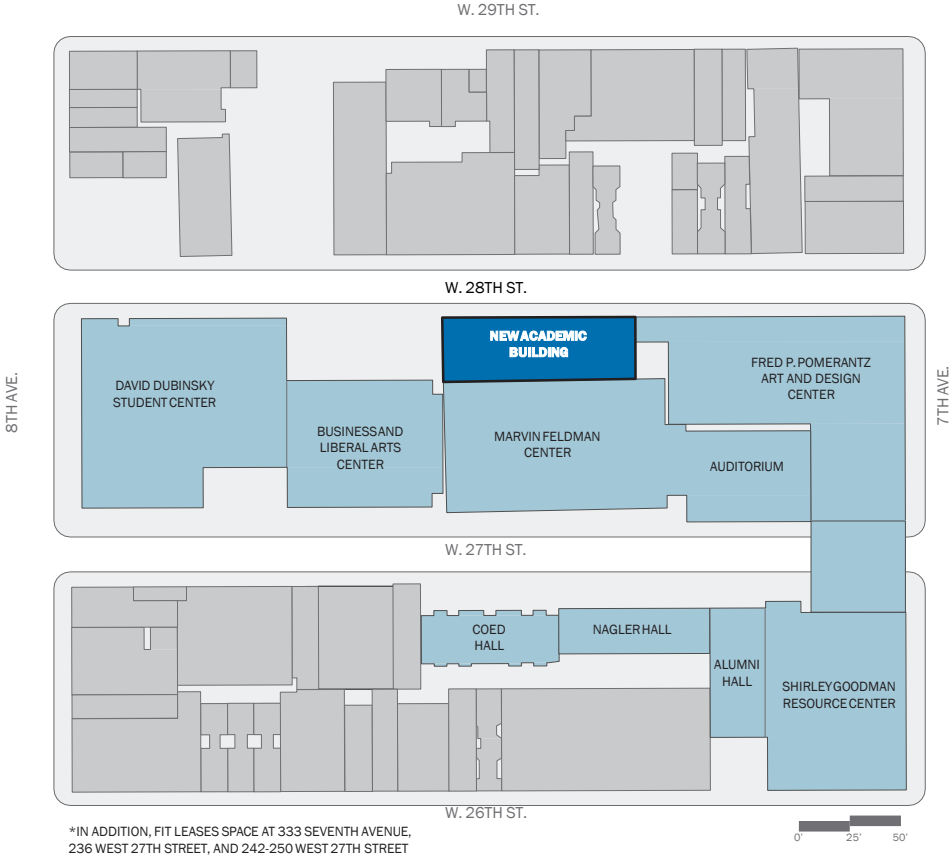 W. 29TH ST.
W. 28TH ST.
8TH AVE.
7TH AVE.
NEW ACADEMIC
BUILDING
DAVID DUBINSKY
STUDENT CENTER
BUSINESS AND
LIBERAL ARTS
CENTER
MARVIN FELDMAN
CENTER
FRED P. POMERANTZ
ART AND DESIGN
CENTER
AUDITORIUM
W. 27TH ST.
COED
HALL
NAGLER HALL
ALUMNI
HALL
SHIRLEY GOODMAN
RESOURCE CENTER
W. 26TH ST.
*IN ADDITION, FIT LEASES SPACE AT 333 SEVENTH AVENUE,
236 WEST 27TH STREET, AND 242-250 WEST 27TH STREET
0' 25' 50'